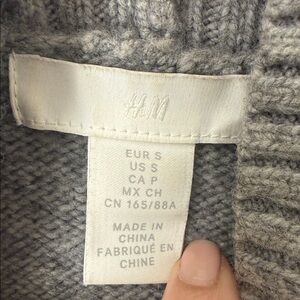 H&M
EUR S
US S
CA P
MX CH
CN 165/88A
MADE IN
CHINA
FABRIQUÉ EN
CHINE